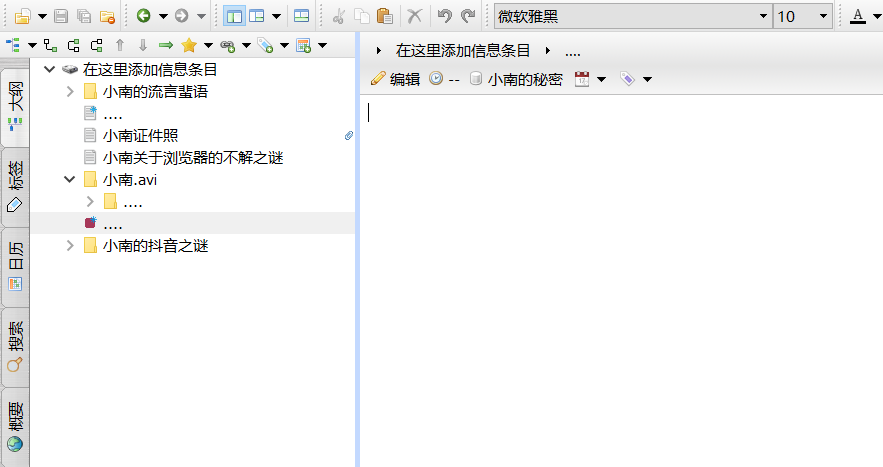 微软雅黑 10 A
在这里添加信息条目
小南的流言蜚语
....
小南证件照
小南关于浏览器的不解之谜
小南.avi
....
....
小南的抖音之谜
大纲
标签
日历
搜索
概要
在这里添加信息条目 ....
编辑 -- 小南的秘密